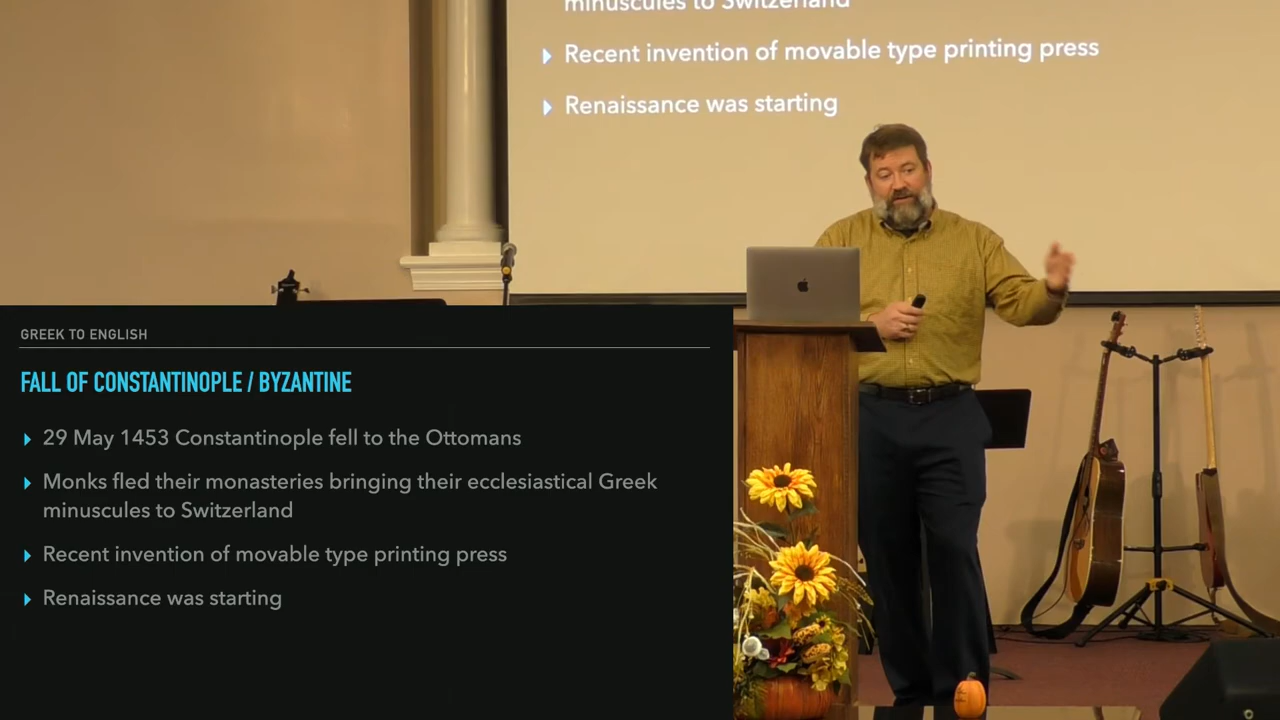 minuscules to Switzerland
Recent invention of movable type printing press
Renaissance was starting
GREEK TO ENGLISH
FALL OF CONSTANTINOPLE / BYZANTINE
29 May 1453 Constantinople fell to the Ottomans
Monks fled their monasteries bringing their ecclesiastical Greek
minuscules to Switzerland
Recent invention of movable type printing press
Renaissance was starting